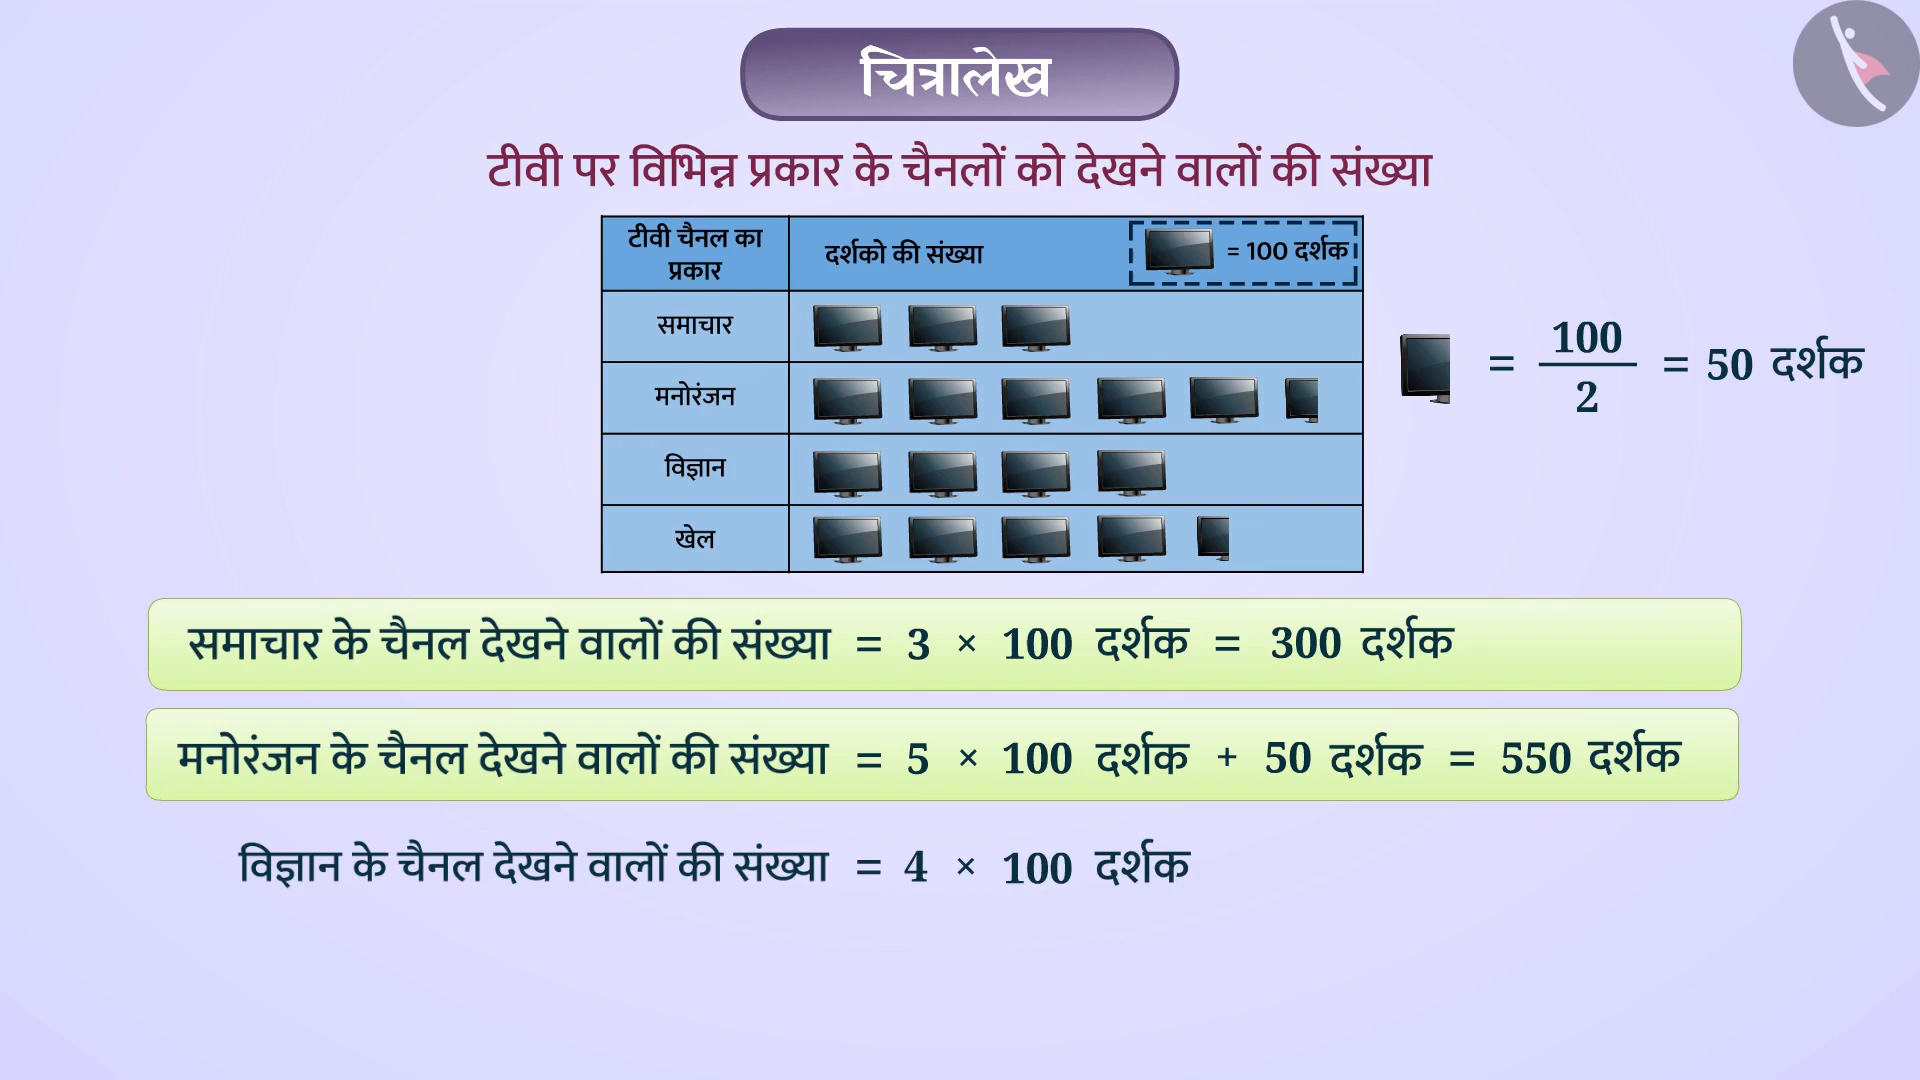 चित्रालेख
टीवी पर विभिन्न प्रकार के चैनलों को देखने वालों की संख्या
टीवी चैनल का
प्रकार
दर्शको की संख्या
= 100 दर्शक
समाचार
मनोरंजन
विज्ञान
खेल
= 100/2 = 50 दर्शक
समाचार के चैनल देखने वालों की संख्या = 3 × 100 दर्शक = 300 दर्शक
मनोरंजन के चैनल देखने वालों की संख्या = 5 × 100 दर्शक + 50 दर्शक = 550 दर्शक
विज्ञान के चैनल देखने वालों की संख्या = 4 × 100 दर्शक